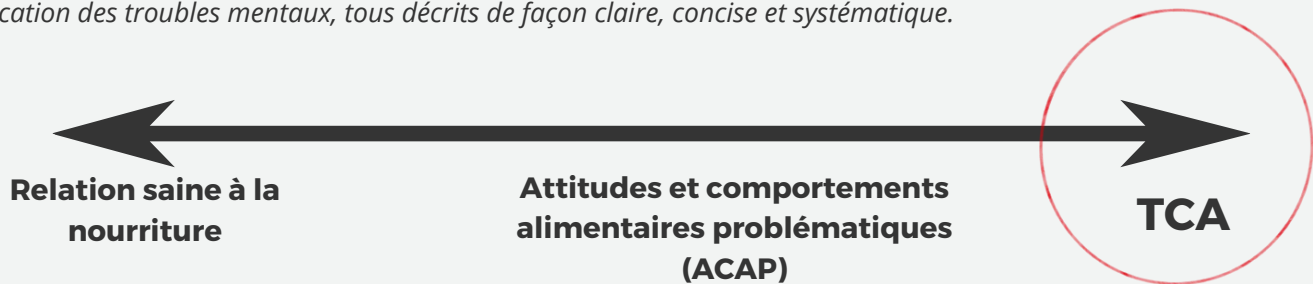 des troubles mentaux, tous décrits de façon claire, concise et systématique.
Relation saine à la
nourriture
Attitudes et comportements
alimentaires problématiques
(ACAP)
TCA